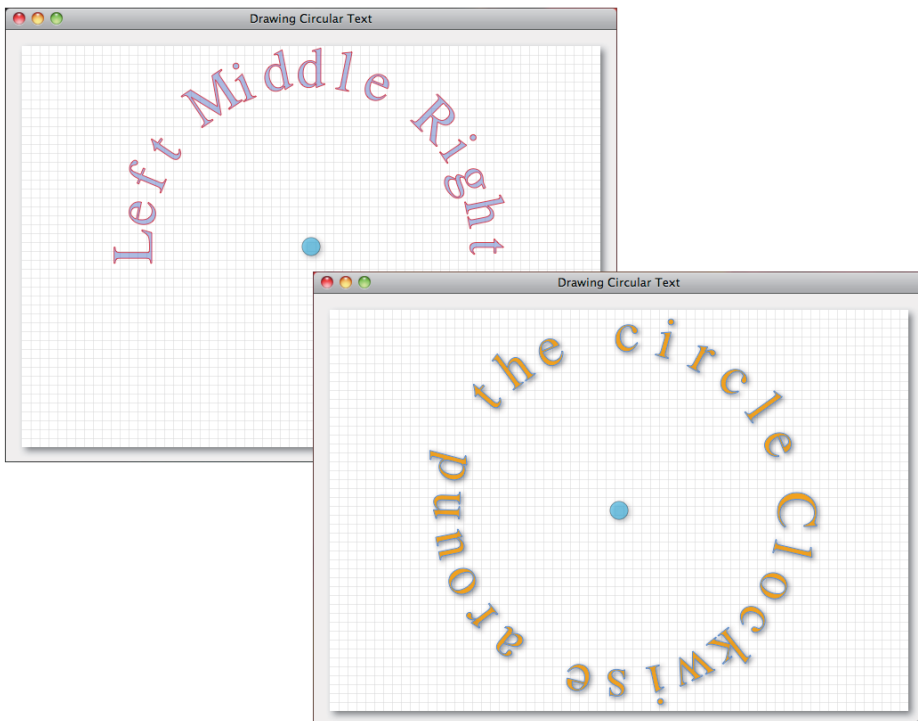 Drawing Circular Text
Left Middle Right
Drawing Circular Text
Clockwise around the circle